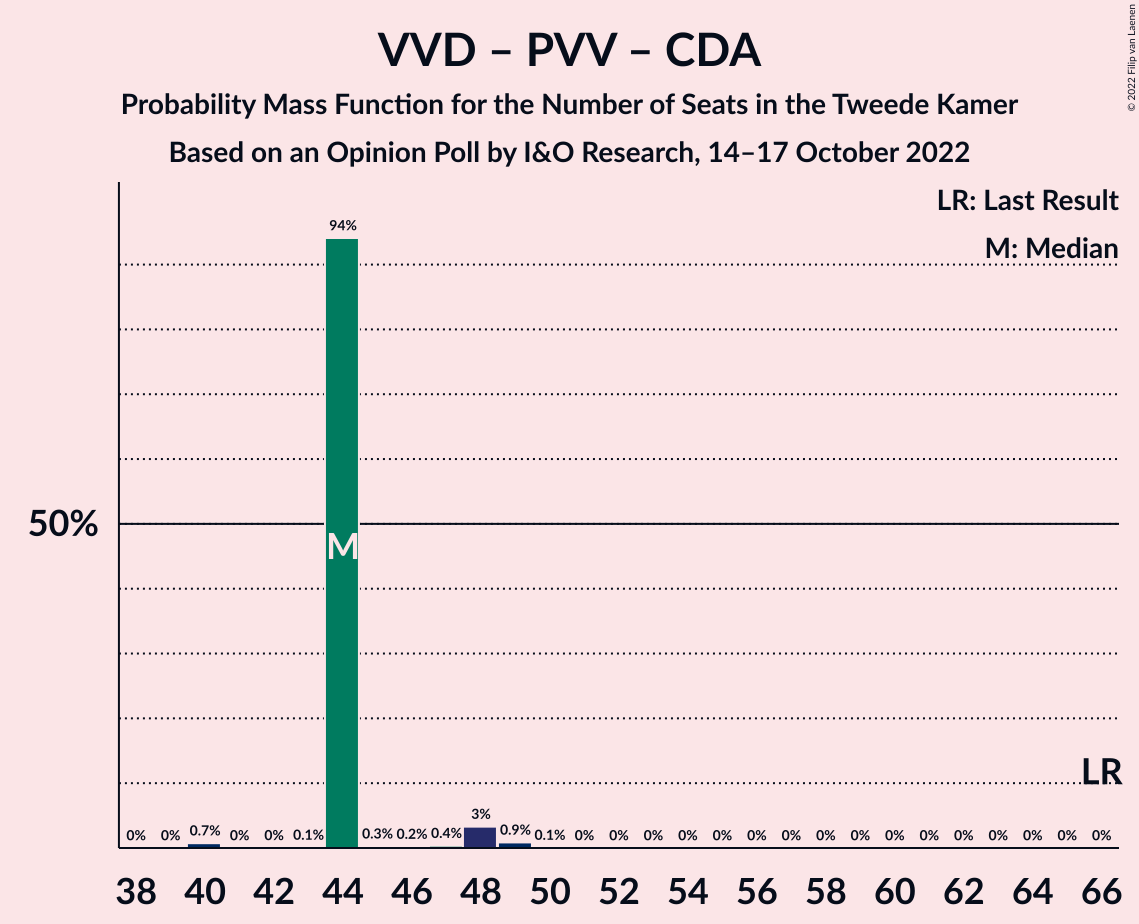 VVD – PVV – CDA
Probability Mass Function for the Number of Seats in the Tweede Kamer
Based on an Opinion Poll by I&O Research, 14–17 October 2022
© 2022 Filip van Laenen
LR: Last Result
M: Median
94%
50%
M
LR
0% 0% 0.7% 0% 0% 0.1% 0.3% 0.2% 0.4% 3% 0.9% 0.1% 0% 0% 0% 0% 0% 0% 0% 0% 0% 0% 0% 0% 0% 0% 0% 0%
38 40 42 44 46 48 50 52 54 56 58 60 62 64 66